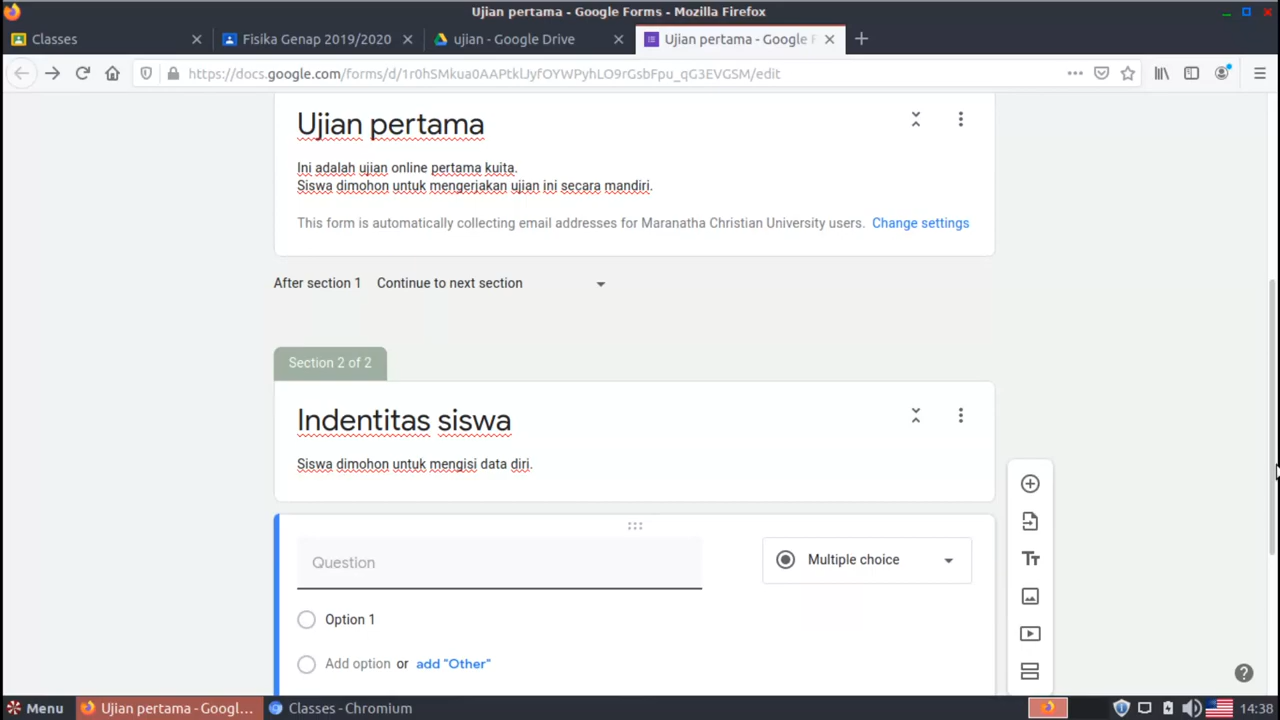 Ujian pertama - Google Forms - Mozilla Firefox
Classes
Fisika Genap 2019/2020
ujian - Google Drive
Ujian pertama - Google F
https://docs.google.com/forms/d/1r0hSMkua0AAPtklJyfOYWPyhLO9rGsbFpu_qG3EVGSM/edit
Ujian pertama
Ini adalah ujian online pertama kuita.
Siswa dimohon untuk mengerjakan ujian ini secara mandiri.
This form is automatically collecting email addresses for Maranatha Christian University users. Change settings
After section 1 Continue to next section
Section 2 of 2
Indentitas siswa
Siswa dimohon untuk mengisi data diri.
Question
Multiple choice
Option 1
Add option or add "Other"
Menu
Ujian pertama - Googl...
Classes - Chromium
14:38